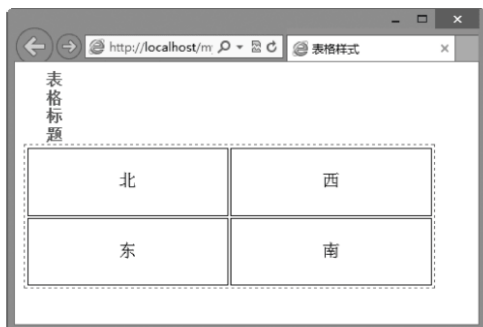 http://localhost/m
表格样式
表
格
标
题
北 西
东 南